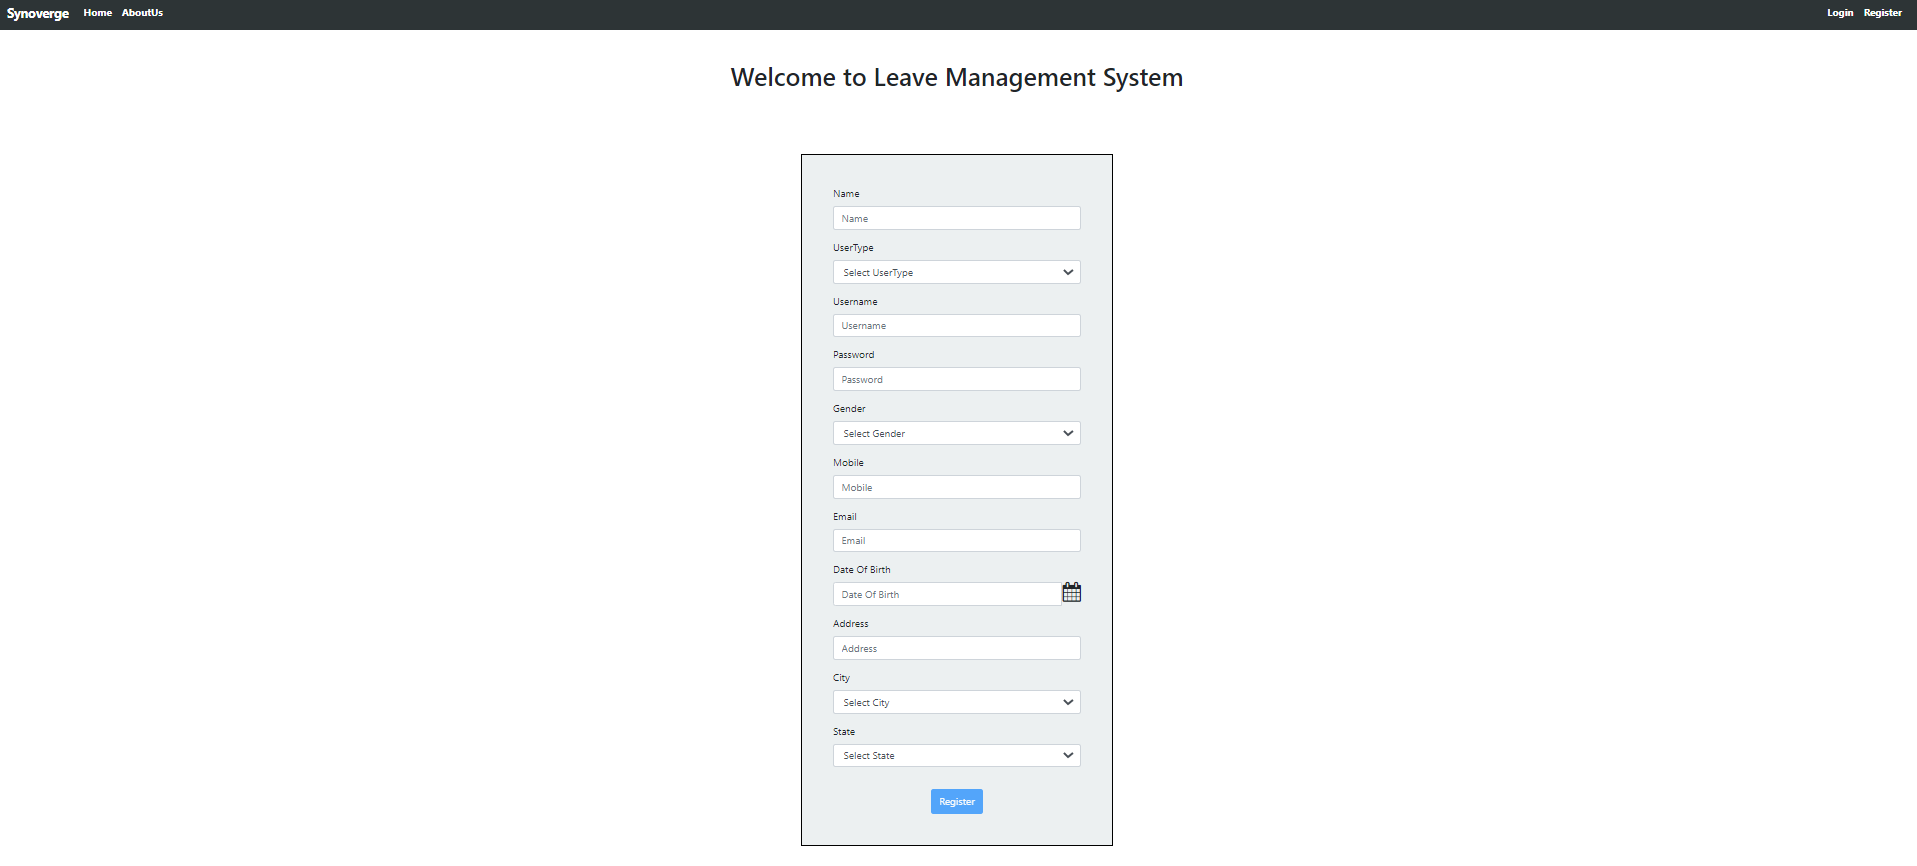 Synoverge Home AboutUs Login Register
Welcome to Leave Management System
Name
Name
UserType
Select UserType
Username
Username
Password
Password
Gender
Select Gender
Mobile
Mobile
Email
Email
Date Of Birth
Date Of Birth
Address
Address
City
Select City
State
Select State
Register